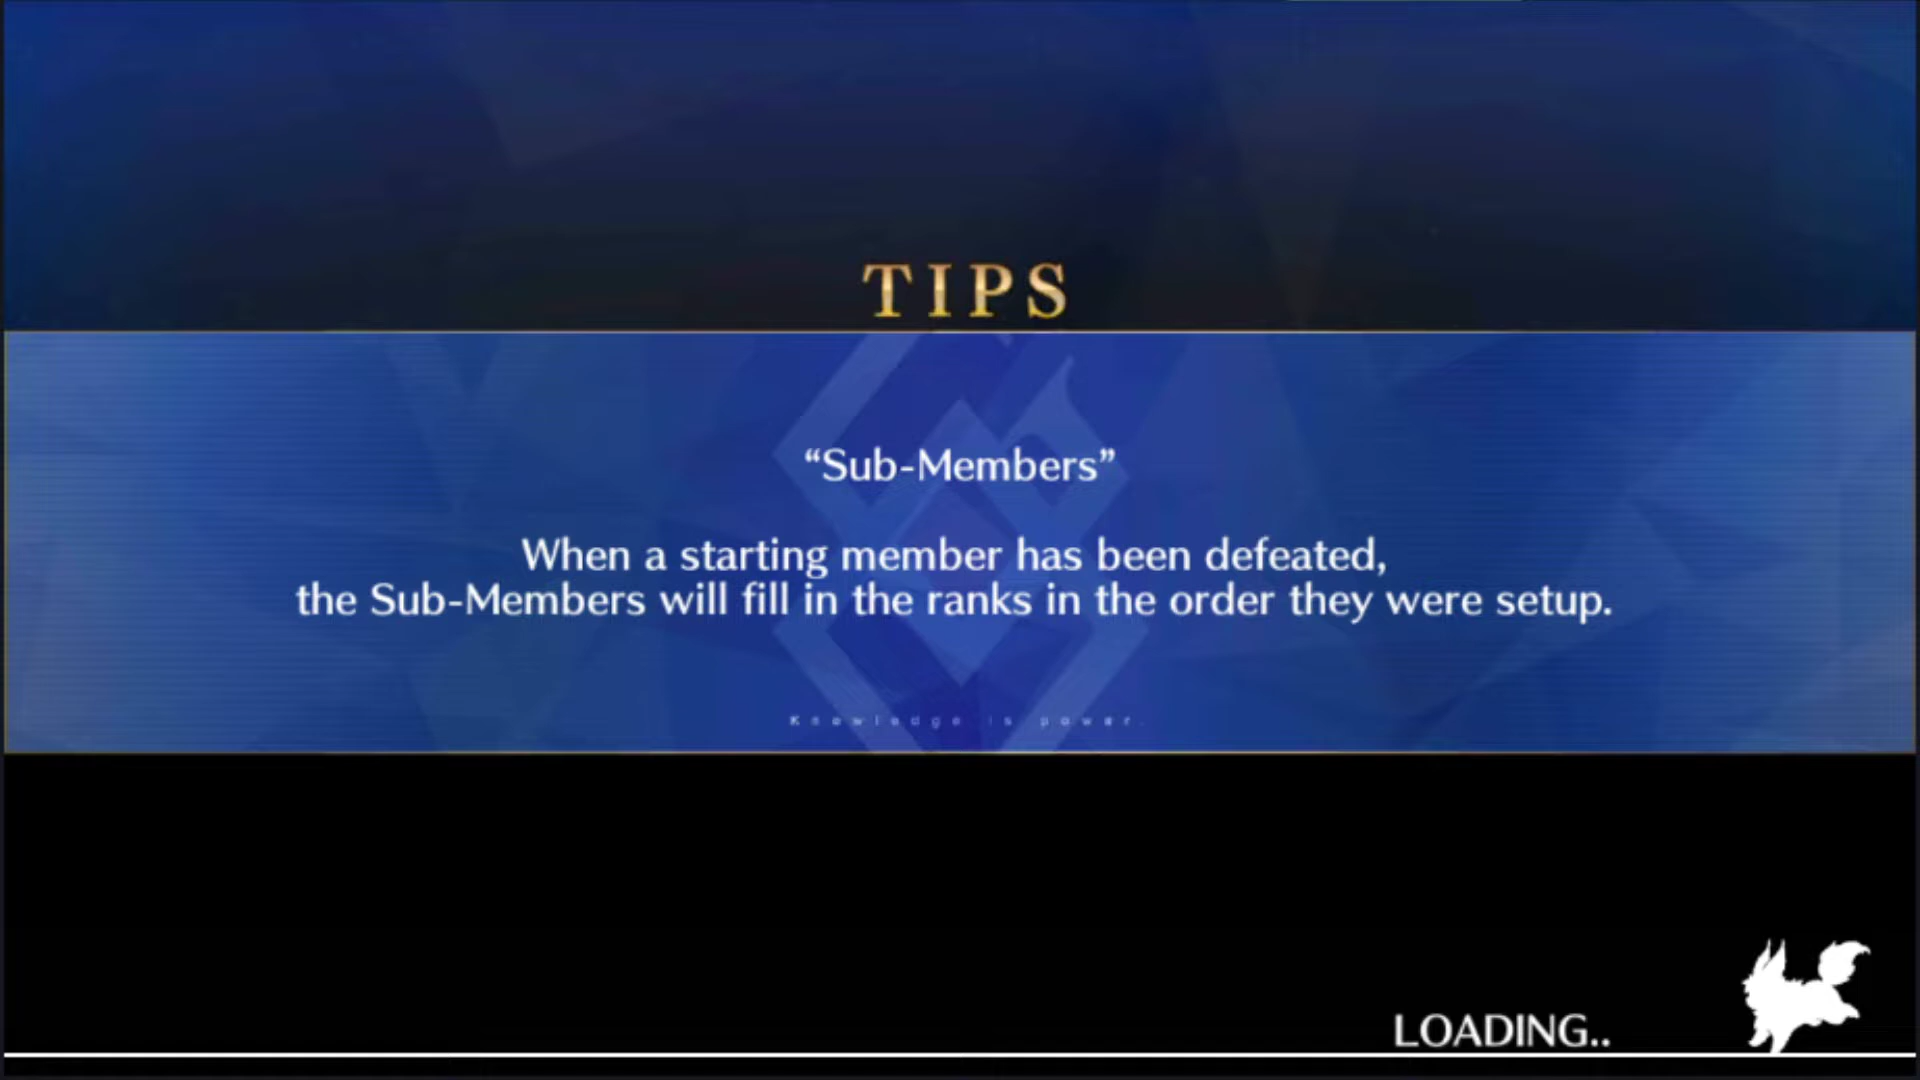 TIPS
“Sub-Members”
When a starting member has been defeated,
the Sub-Members will fill in the ranks in the order they were setup.
Knowledge is power.
LOADING..